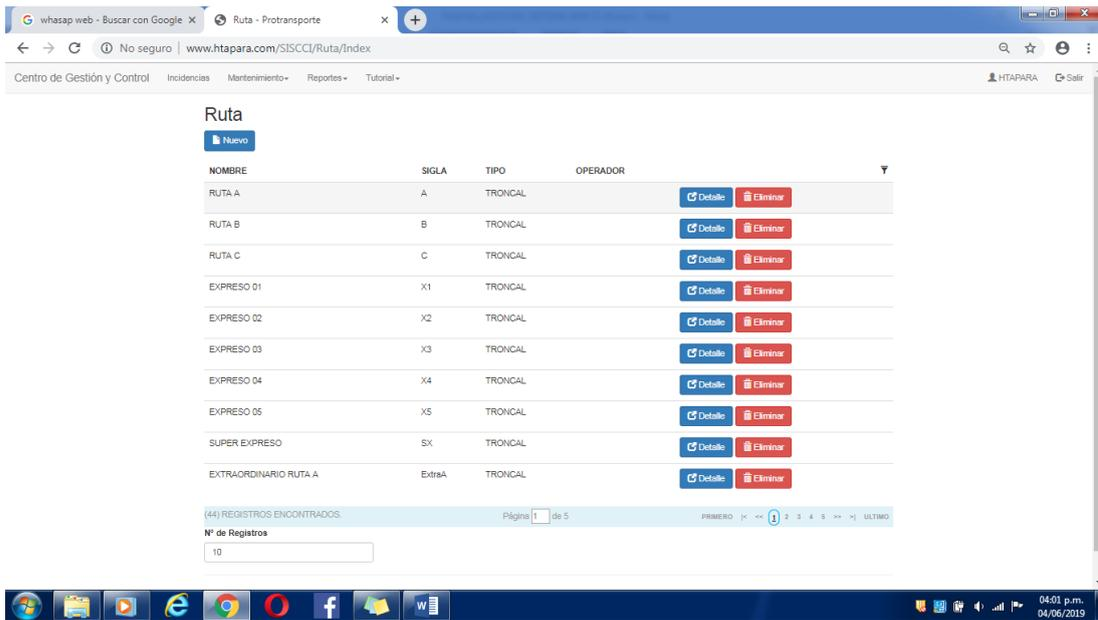 whasap web - Buscar con Google
Ruta - Protransporte
No seguro | www.htapara.com/SISCCI/Ruta/Index
Centro de Gestión y Control Incidencias Mantenimiento Reportes Tutorial HTAPARA Salir
Ruta
Nuevo
NOMBRE SIGLA TIPO OPERADOR
RUTA A A TRONCAL Detalle Eliminar
RUTA B B TRONCAL Detalle Eliminar
RUTA C C TRONCAL Detalle Eliminar
EXPRESO 01 X1 TRONCAL Detalle Eliminar
EXPRESO 02 X2 TRONCAL Detalle Eliminar
EXPRESO 03 X3 TRONCAL Detalle Eliminar
EXPRESO 04 X4 TRONCAL Detalle Eliminar
EXPRESO 05 X5 TRONCAL Detalle Eliminar
SUPER EXPRESO SX TRONCAL Detalle Eliminar
EXTRAORDINARIO RUTA A ExtraA TRONCAL Detalle Eliminar
(44) REGISTROS ENCONTRADOS. Página 1 de 5 PRIMERO |< << 1 2 3 4 5 >> >| ULTIMO
Nº de Registros
10
04:01 p.m.
04/06/2019